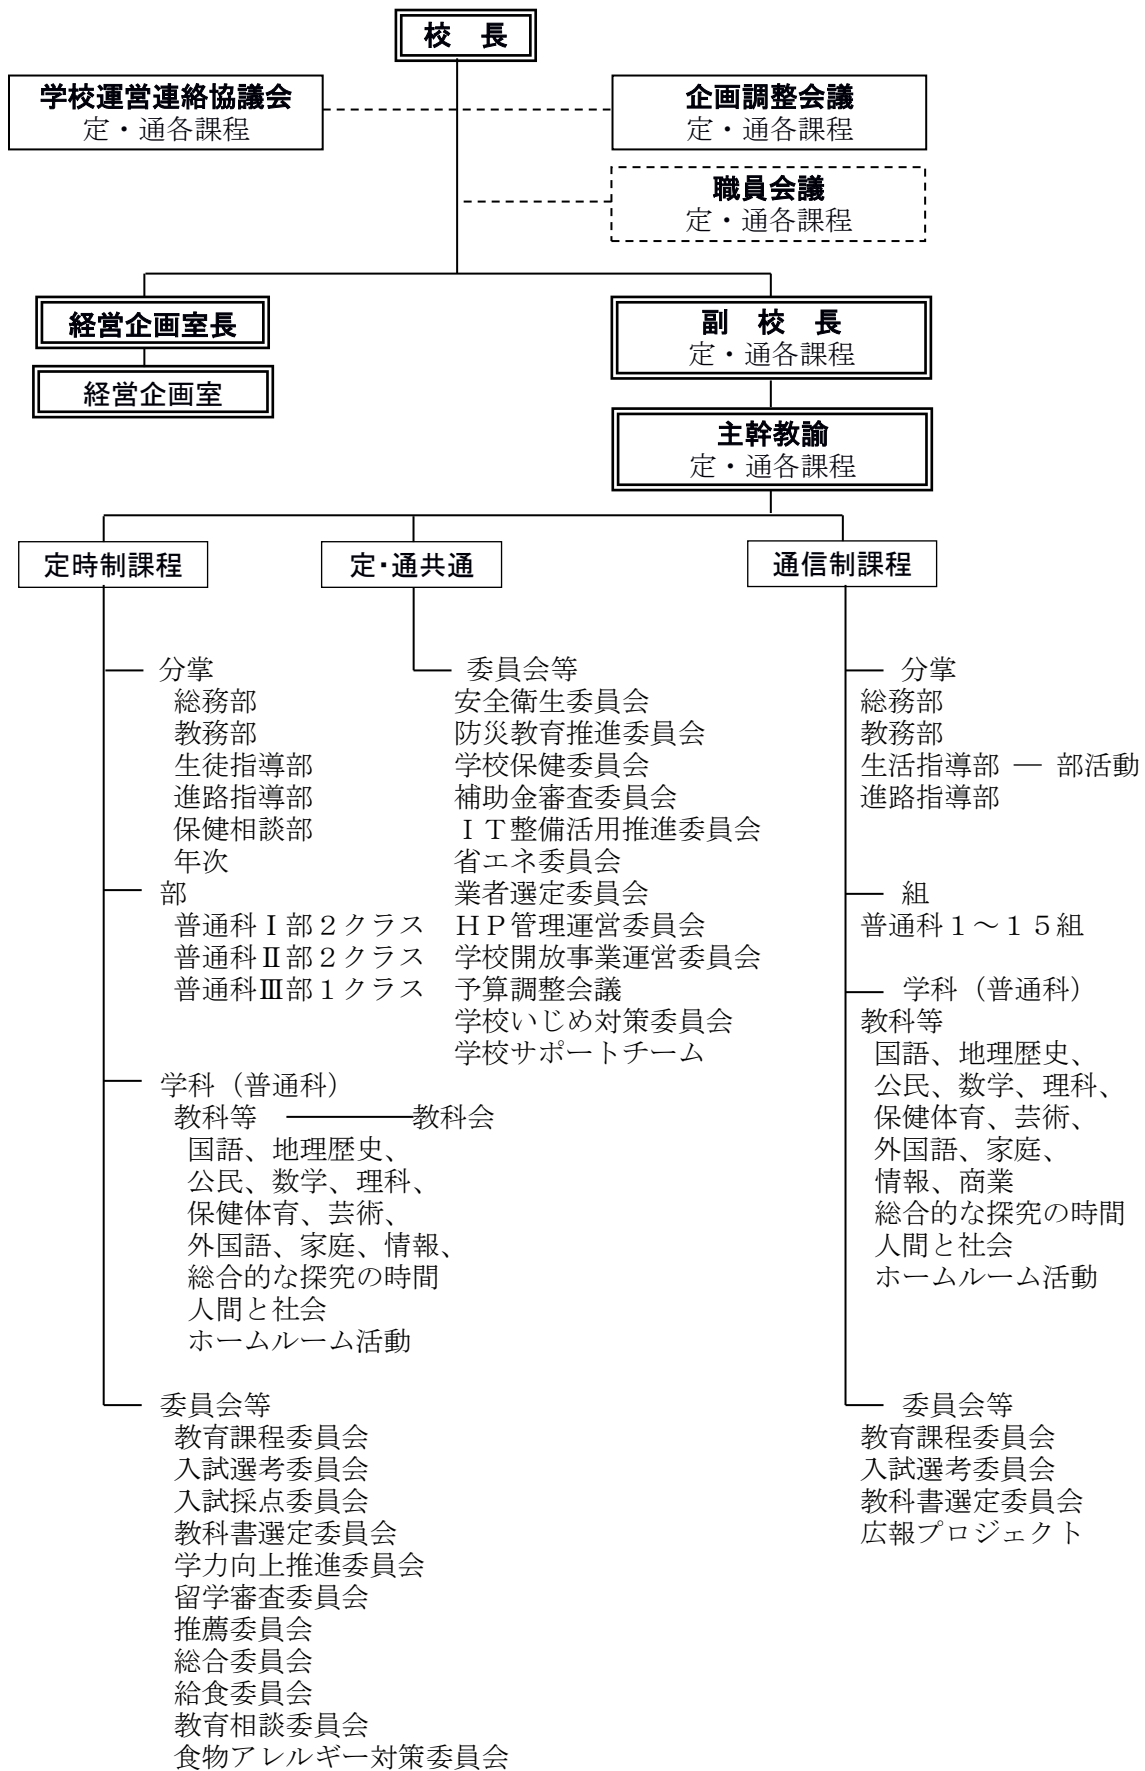 校　長
学校運営連絡協議会
定・通各課程
企画調整会議
定・通各課程
職員会議
定・通各課程
経営企画室長
経営企画室
副　校　長
定・通各課程
主幹教諭
定・通各課程
定時制課程
定・通共通
通信制課程
分掌
総務部
教務部
生徒指導部
進路指導部
保健相談部
年次
部
普通科Ⅰ部２クラス
普通科Ⅱ部２クラス
普通科Ⅲ部１クラス
学科（普通科）
教科等 ――― 教科会
国語、地理歴史、
公民、数学、理科、
保健体育、芸術、
外国語、家庭、情報、
総合的な探究の時間
人間と社会
ホームルーム活動
委員会等
教育課程委員会
入試選考委員会
入試採点委員会
教科書選定委員会
学力向上推進委員会
留学審査委員会
推薦委員会
総合委員会
給食委員会
教育相談委員会
食物アレルギー対策委員会
委員会等
安全衛生委員会
防災教育推進委員会
学校保健委員会
補助金審査委員会
ＩＴ整備活用推進委員会
省エネ委員会
業者選定委員会
ＨＰ管理運営委員会
学校開放事業運営委員会
予算調整会議
学校いじめ対策委員会
学校サポートチーム
分掌
総務部
教務部
生活指導部 ― 部活動
進路指導部
組
普通科１～１５組
学科（普通科）
教科等
国語、地理歴史、
公民、数学、理科、
保健体育、芸術、
外国語、家庭、
情報、商業
総合的な探究の時間
人間と社会
ホームルーム活動
委員会等
教育課程委員会
入試選考委員会
教科書選定委員会
広報プロジェクト